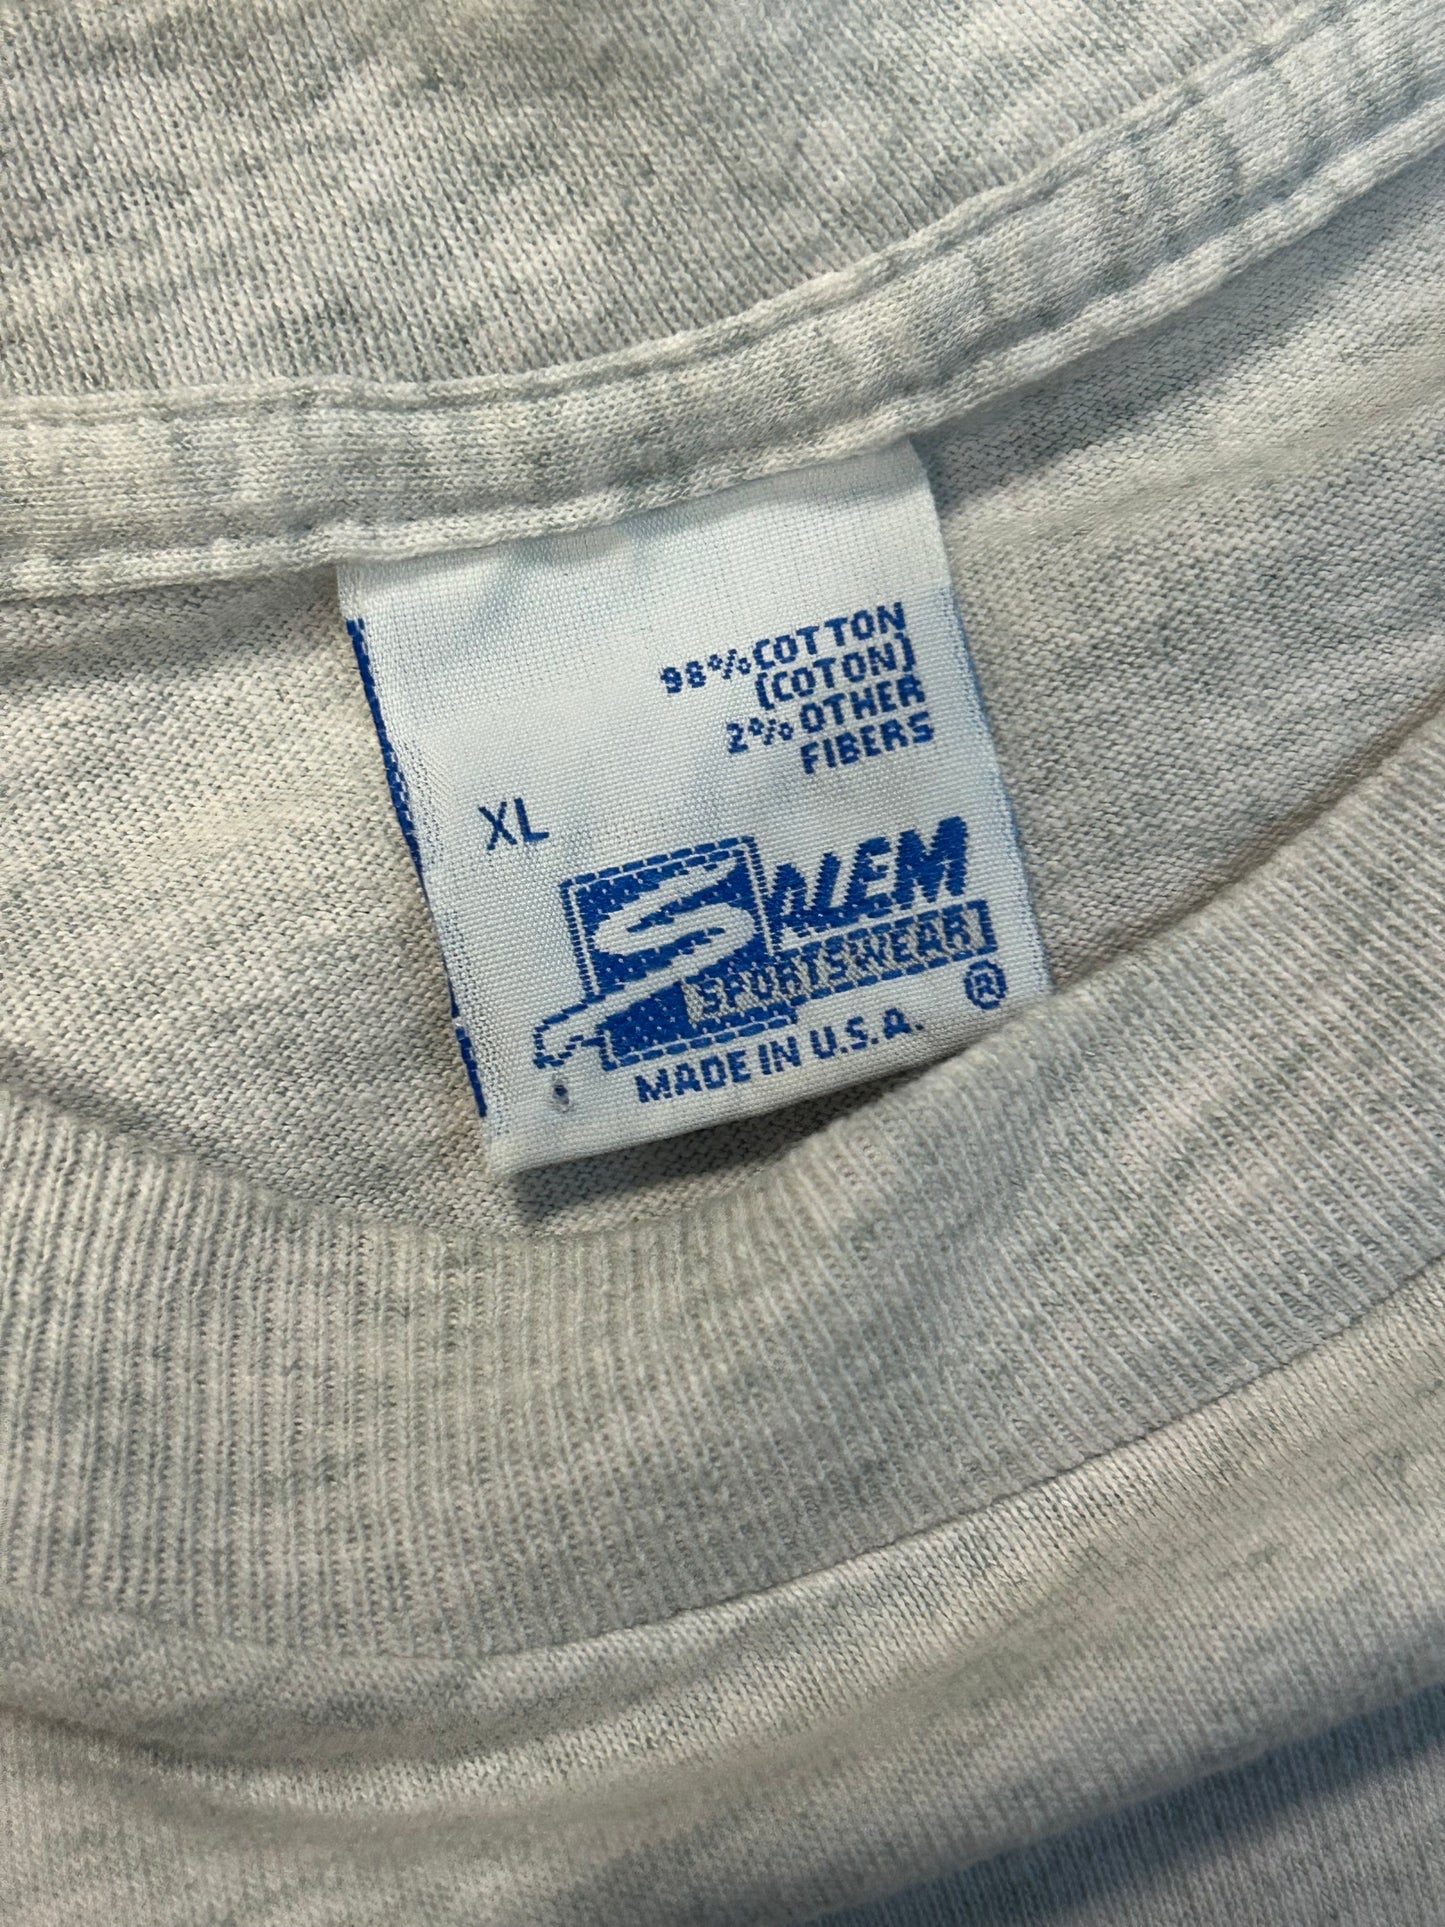 98% COTTON
(COTON)
2% OTHER
FIBERS
XL
SALEM
SPORTSWEAR
®
MADE IN U.S.A.